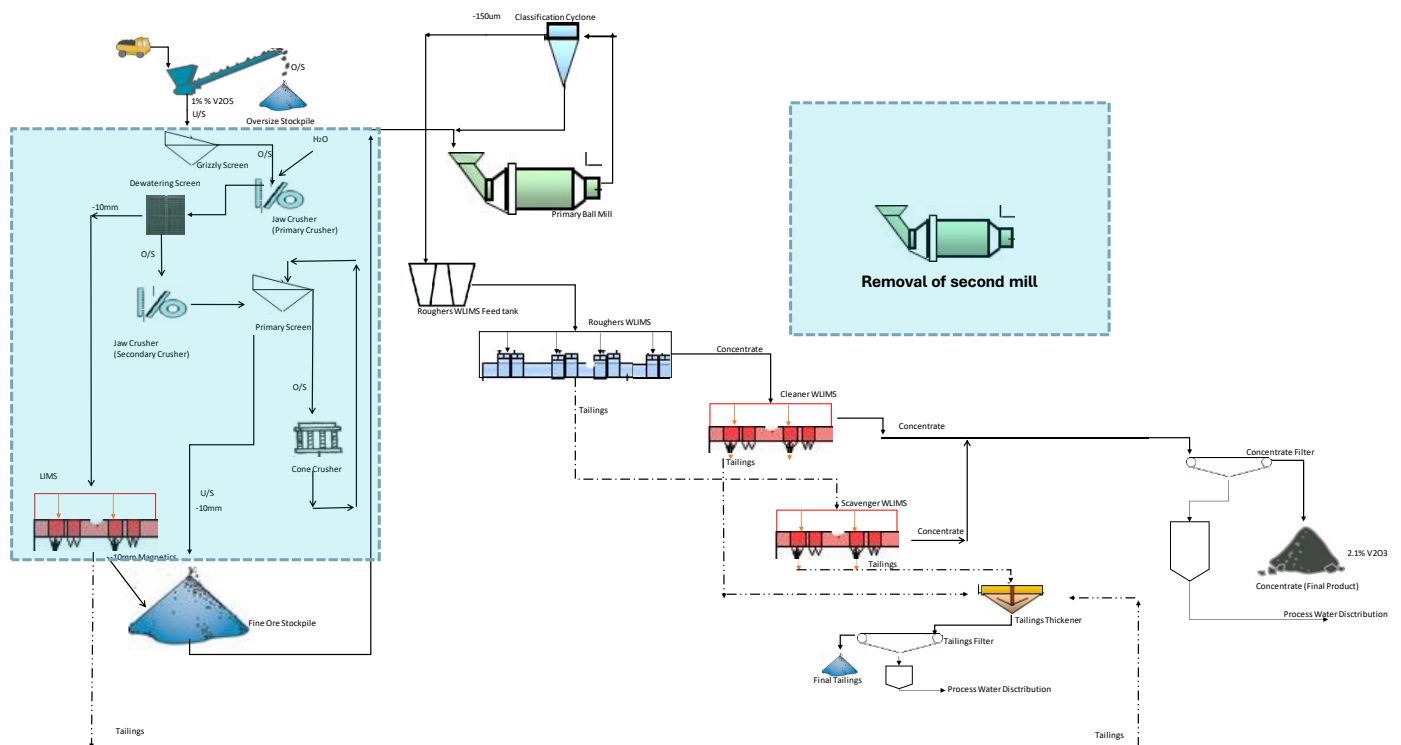 -150um
Classification Cyclone
O/S
1% % V2O5
U/S
Oversize Stockpile
H2O
Grizzly Screen
O/S
Dewatering Screen
-10mm
Jaw Crusher
(Primary Crusher)
Primary Ball Mill
O/S
Removal of second mill
Roughers WLIMS Feed tank
Primary Screen
Jaw Crusher
(Secondary Crusher)
Roughers WLIMS
Concentrate
O/S
Cleaner WLIMS
Tailings
Concentrate
Concentrate Filter
Tailings
Cone Crusher
LIMS
U/S
-10mm
Scavenger WLIMS
Concentrate
-10mm Magnetics
2.1% V2O3
Tailings
Concentrate (Final Product)
Process Water Disctribution
Tailings Thickener
Fine Ore Stockpile
Tailings Filter
Final Tailings
Process Water Disctribution
Tailings
Tailings